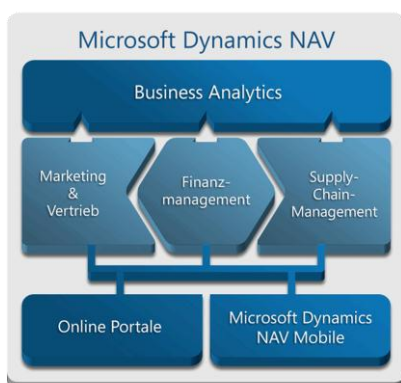 Microsoft Dynamics NAV
Business Analytics
Marketing
&
Vertrieb
Finanz-
management
Supply-
Chain-
Management
Online Portale
Microsoft Dynamics
NAV Mobile